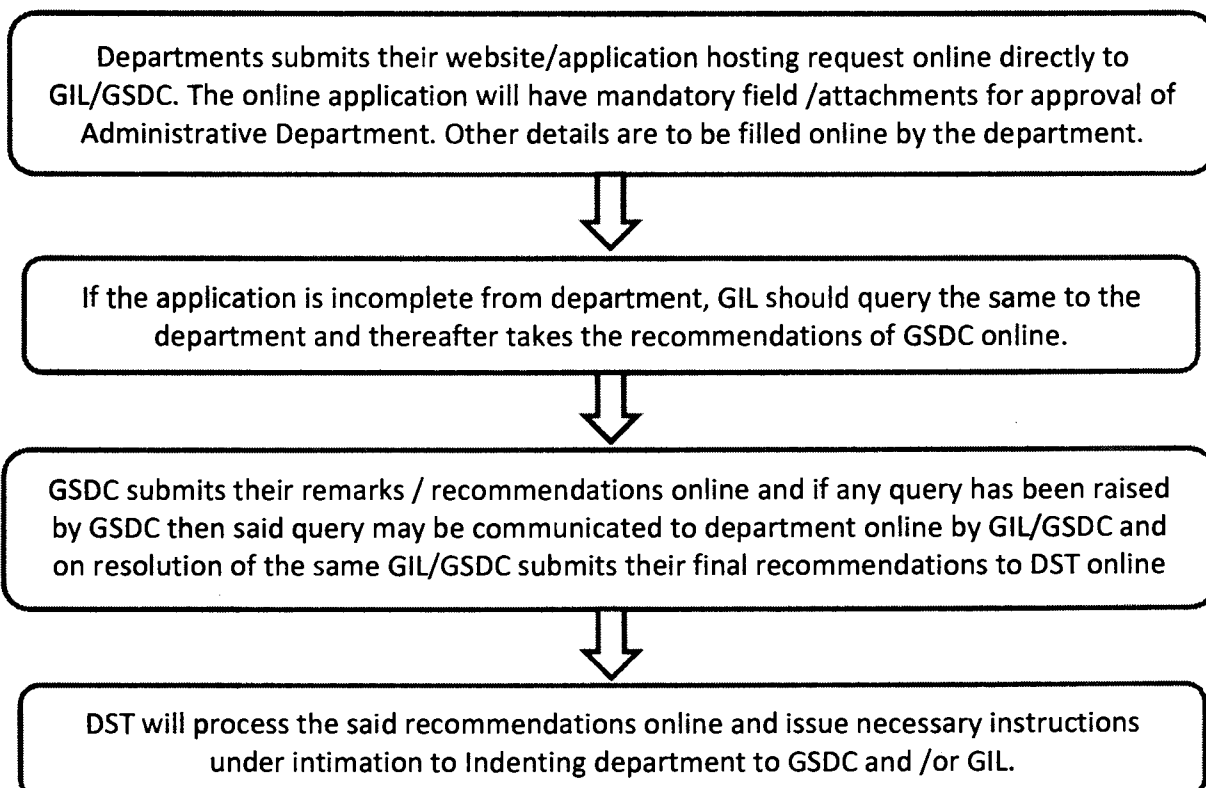 Departments submits their website/application hosting request online directly to
GIL/GSDC. The online application will have mandatory field /attachments for approval of
Administrative Department. Other details are to be filled online by the department.
If the application is incomplete from department, GIL should query the same to the
department and thereafter takes the recommendations of GSDC online.
GSDC submits their remarks / recommendations online and if any query has been raised
by GSDC then said query may be communicated to department online by GIL/GSDC and
on resolution of the same GIL/GSDC submits their final recommendations to DST online
DST will process the said recommendations online and issue necessary instructions
under intimation to Indenting department to GSDC and /or GIL.